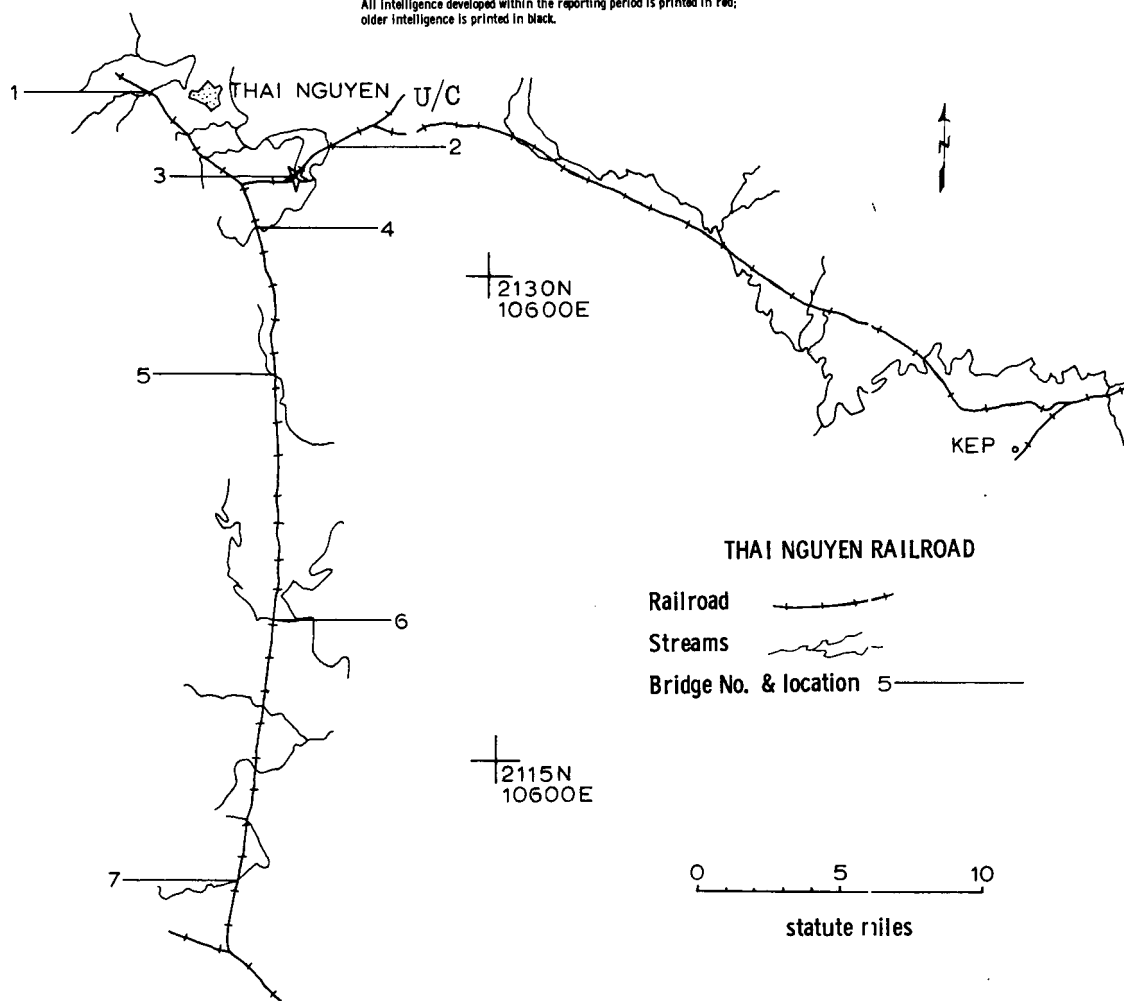 All intelligence developed within the reporting period is printed in red;
older intelligence is printed in black.
1
THAI NGUYEN
U/C
2
3
4
N
2130N
10600E
5
KEP
THAI NGUYEN RAILROAD
Railroad
Streams
Bridge No. & location 5
6
2115N
10600E
7
0 5 10
statute miles